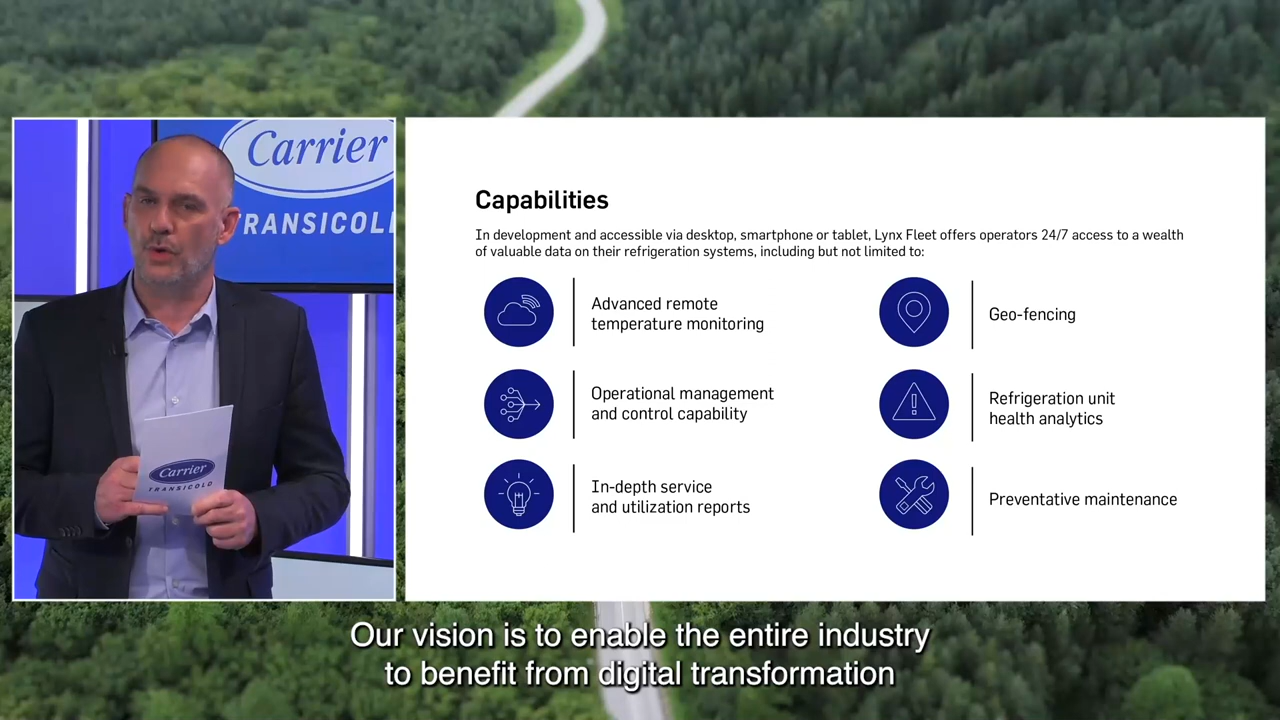 Carrier
TRANSICOLD
Carrier
TRANSICOLD
Capabilities
In development and accessible via desktop, smartphone or tablet, Lynx Fleet offers operators 24/7 access to a wealth
of valuable data on their refrigeration systems, including but not limited to:
Advanced remote
temperature monitoring
Geo-fencing
Operational management
and control capability
Refrigeration unit
health analytics
In-depth service
and utilization reports
Preventative maintenance
Our vision is to enable the entire industry
to benefit from digital transformation